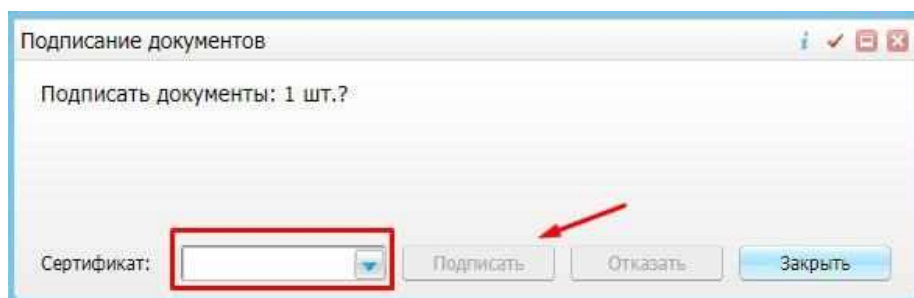 Подписание документов
Подписать документы: 1 шт.?
Сертификат: Подписать Отказать Закрыть